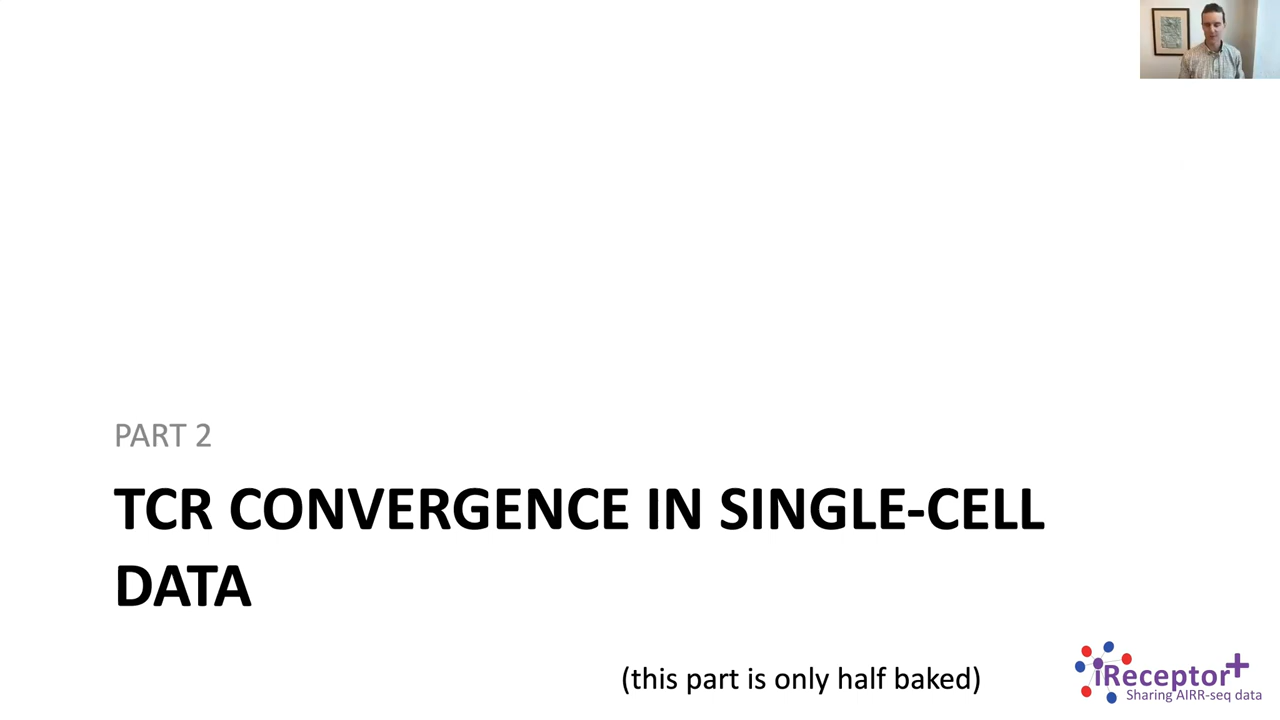 PART 2
TCR CONVERGENCE IN SINGLE-CELL
DATA
(this part is only half baked)
iReceptor+
Sharing AIRR-seq data